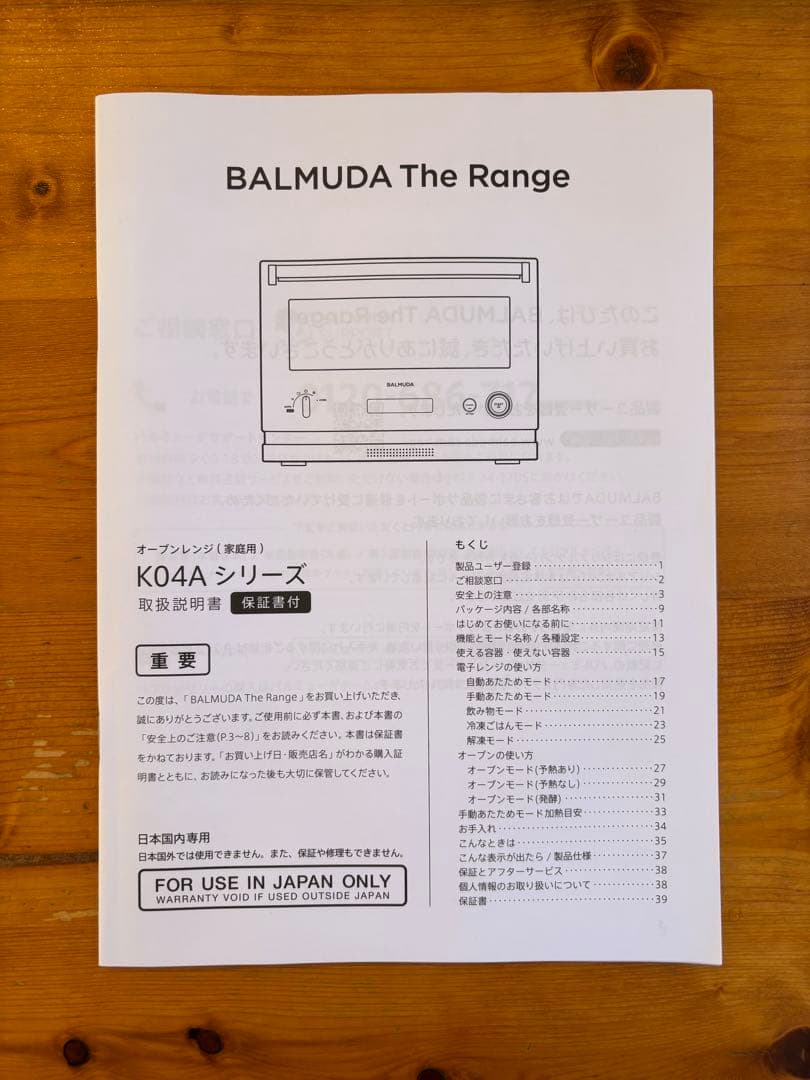 BALMUDA The Range
BALMUDA
オーブンレンジ(家庭用)
K04A シリーズ
取扱説明書 保証書付
重要
この度は、「BALMUDA The Range」をお買い上げいただき、
誠にありがとうございます。ご使用前に必ず本書、および本書の
「安全上のご注意(P.3〜8)」をお読みください。本書は保証書
をかねております。「お買い上げ日・販売店名」がわかる購入証
明書とともに、お読みになった後も大切に保管してください。
日本国内専用
日本国外では使用できません。また、保証や修理もできません。
FOR USE IN JAPAN ONLY
WARRANTY VOID IF USED OUTSIDE JAPAN
もくじ
製品ユーザー登録 1
ご相談窓口 2
安全上の注意 3
パッケージ内容 / 各部名称 9
はじめてお使いになる前に 11
機能とモード名称 / 各種設定 13
使える容器・使えない容器 15
電子レンジの使い方
自動あたためモード 17
手動あたためモード 19
飲み物モード 21
冷凍ごはんモード 23
解凍モード 25
オーブンの使い方
オーブンモード(予熱あり) 27
オーブンモード(予熱なし) 29
オーブンモード(発酵) 31
手動あたためモード加熱目安 33
お手入れ 34
こんなときは 35
こんな表示が出たら / 製品仕様 37
保証とアフターサービス 38
個人情報のお取り扱いについて 38
保証書 39